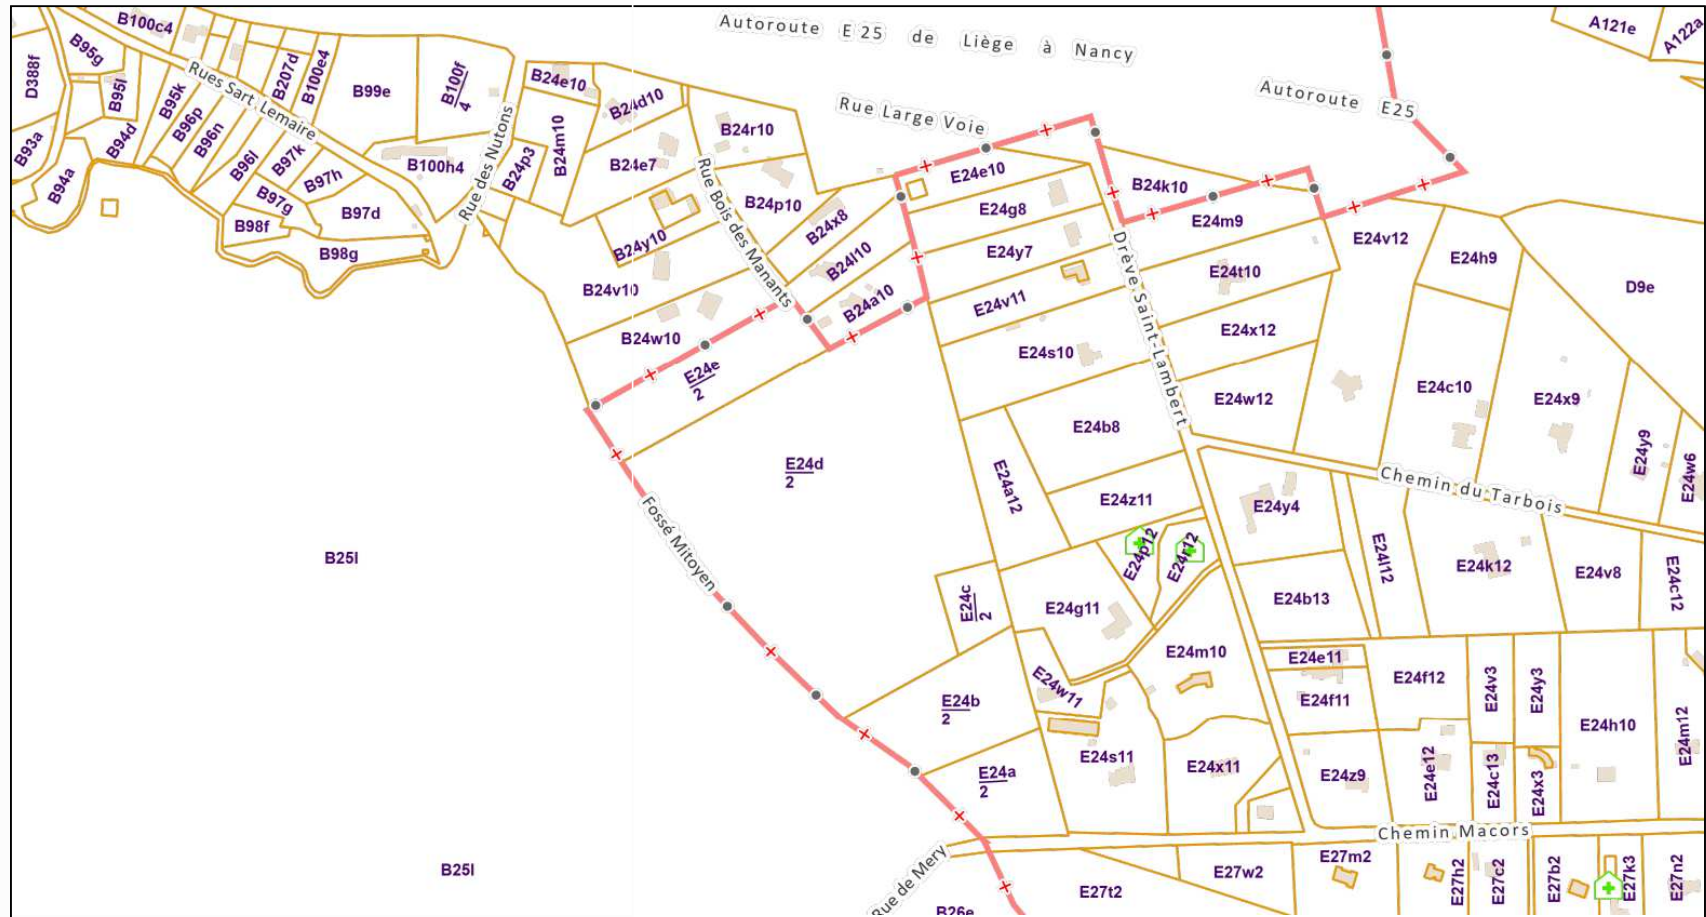 B100c4
Autoroute E25 de Liège à Nancy
A121e
A122a
B95g
D388f
B95l
B207d
B100e4
B99e
B100f
4
B24e10
B24d10
Autoroute E25
Rues Sart Lemaire
B95k
B96p
B96n
B94d
B93a
B94a
B96l
B97k
B97h
B97g
B97d
B98f
B98g
B100h4
Rue des Nutons
B24p3
B24m10
B24e7
B24r10
Rue Large Voie
Rue Bois des Manants
B24p10
B24x8
B24l10
B24a10
B24y10
B24v10
B24w10
E24e10
E24g8
E24y7
E24v11
E24s10
B24k10
E24m9
E24t10
E24x12
E24w12
Drève Saint-Lambert
E24v12
E24h9
D9e
E24c10
E24x9
E24y9
E24w6
E24e
2
E24d
2
E24b8
E24a12
E24z11
Chemin du Tarbois
E24y4
E24l12
E24k12
E24v8
E24c12
Fossé Mitoyen
B25l
E24p12
E24r12
E24b13
E24c
2
E24g11
E24m10
E24w11
E24e11
E24f11
E24f12
E24v3
E24y3
E24h10
E24m12
E24b
2
E24a
2
E24s11
E24x11
E24z9
E24e12
E24c13
E24x3
Chemin Macors
B25l
Rue de Mery
B26e
E27t2
E27w2
E27m2
E27h2
E27c2
E27b2
E27k3
E27n2